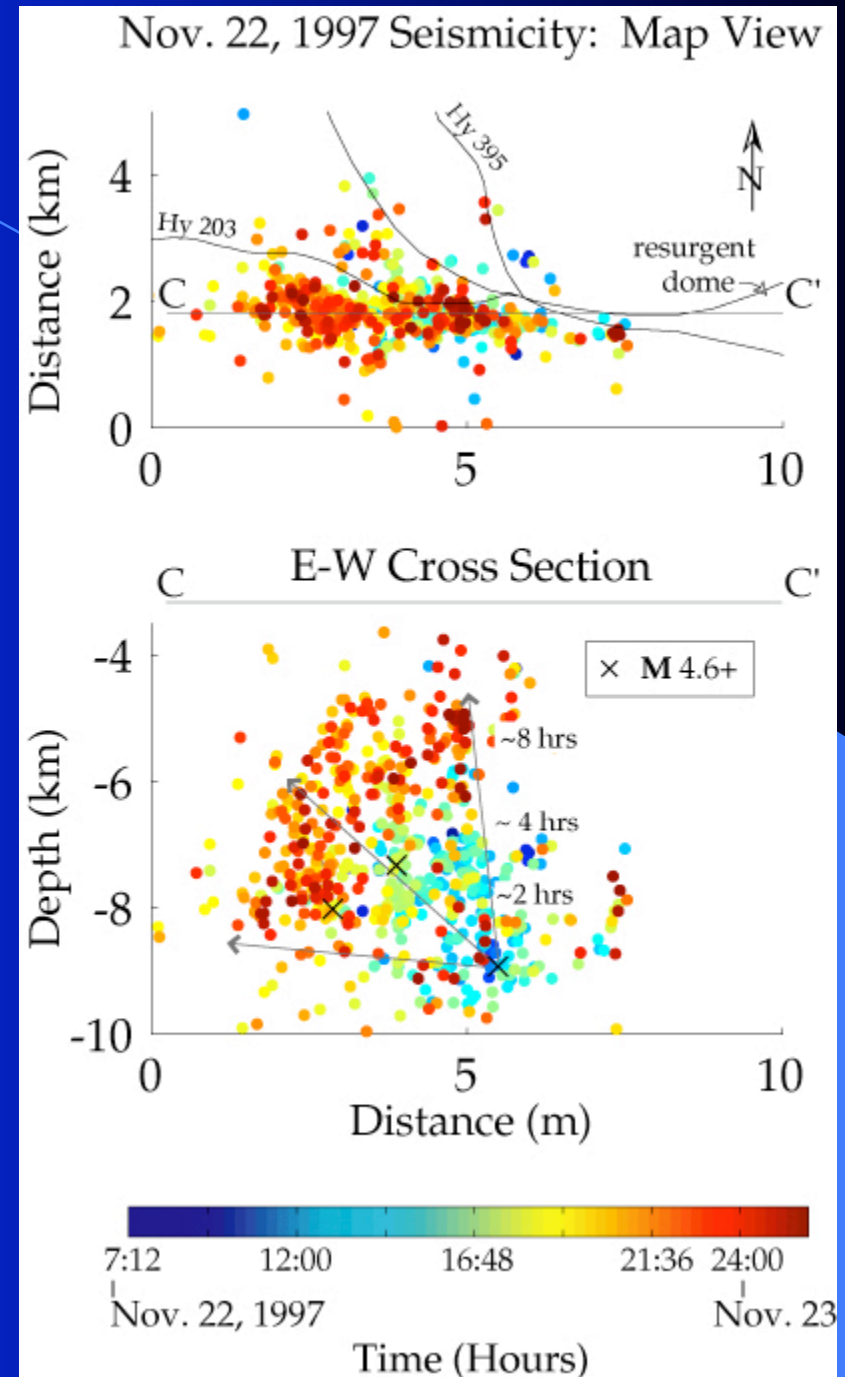 Nov. 22, 1997 Seismicity: Map View
Distance (km)
4
2
0
Hy 203
Hy 395
N
resurgent
dome
C
C'
0
5
10
C
E-W Cross Section
C'
Depth (km)
-4
-6
-8
-10
× M 4.6+
~8 hrs
~ 4 hrs
~2 hrs
0
5
10
Distance (m)
7:12
12:00
16:48
21:36
24:00
Nov. 22, 1997
Nov. 23
Time (Hours)